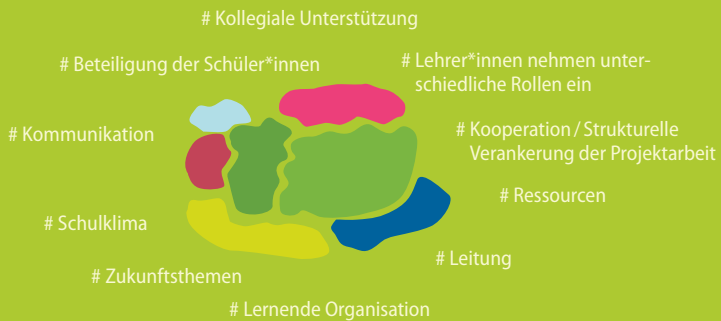 # Kollegiale Unterstützung
# Beteiligung der Schüler*innen
# Lehrer*innen nehmen unter-
schiedliche Rollen ein
# Kommunikation
# Kooperation / Strukturelle
Verankerung der Projektarbeit
# Ressourcen
# Schulklima
# Leitung
# Zukunftsthemen
# Lernende Organisation